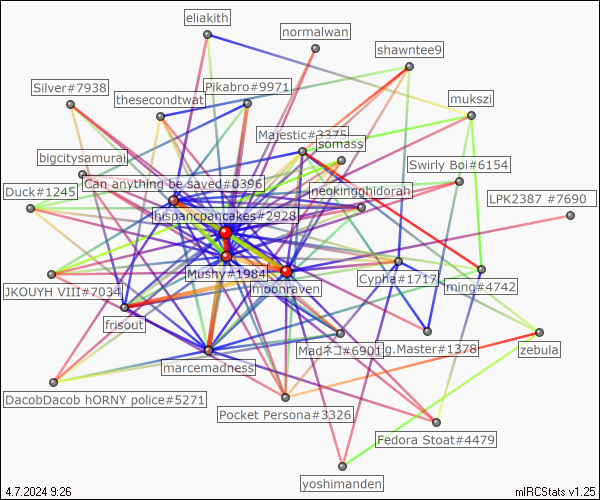 eliakith
normalwan
shawntee9
Silver#7938
Pikabro#9971
thesecondtwat
mukszi
Majestic#3375
somass
bigcitysamurai
Swirly Boi#6154
Can anything be saved#0396
Duck#1245
neokingghidorah
LPK2387 #7690
hispancpancakes#2928
Mushy#1984
Cypha#1717
JKOUYH VIII#7034
moonraven
ming#4742
frisout
Madネコ#6901
g.Master#1378
zebula
marcemadness
DacobDacob hORNY police#5271
Pocket Persona#3326
Fedora Stoat#4479
yoshimanden
4.7.2024 9:26
mIRCStats v1.25